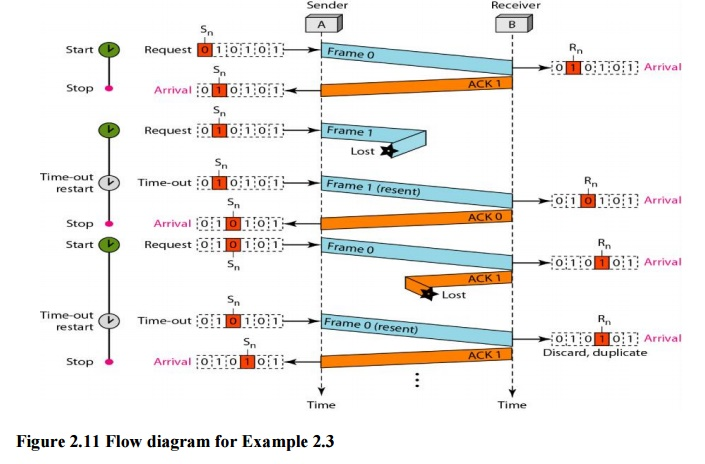 Sender Receiver
A B
Sn
Start Request 0 1 0 1 0 1 Frame 0
Rn
0 1 0 1 0 1 Arrival
Sn
Stop Arrival 0 1 0 1 0 1 ACK 1
Sn
Request 0 1 0 1 0 1 Frame 1
Lost
Time-out
restart
Sn
Time-out 0 1 0 1 0 1 Frame 1 (resent)
Rn
0 1 0 1 0 1 Arrival
Sn
Stop Arrival 0 1 0 1 0 1 ACK 0
Start Request 0 1 0 1 0 1 Frame 0
Sn
Rn
0 1 0 1 0 1 Arrival
ACK 1
Lost
Time-out
restart
Sn
Time-out 0 1 0 1 0 1 Frame 0 (resent)
Rn
0 1 0 1 0 1 Arrival
Discard, duplicate
Sn
Stop Arrival 0 1 0 1 0 1 ACK 1
Time Time
Figure 2.11 Flow diagram for Example 2.3